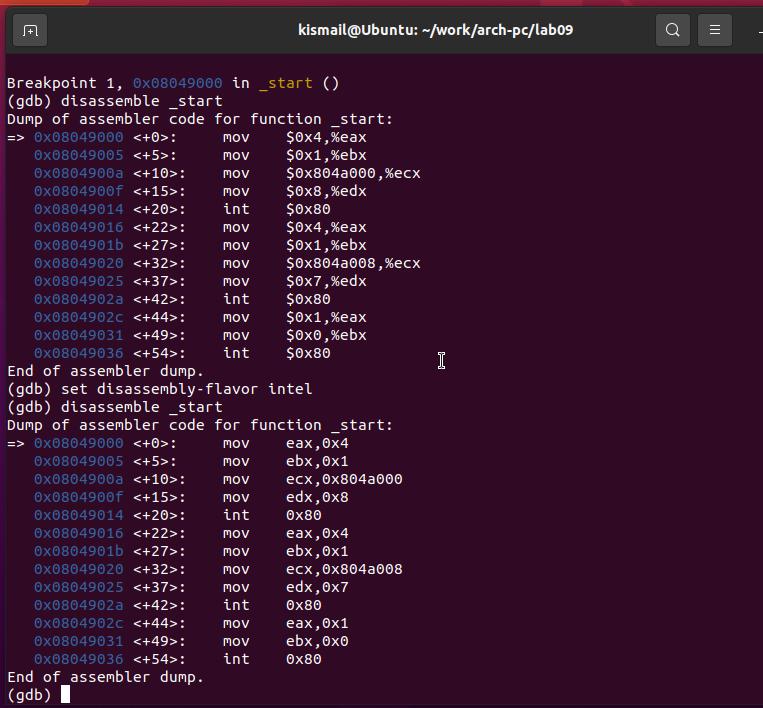 kismail@Ubuntu: ~/work/arch-pc/lab09
Breakpoint 1, 0x08049000 in _start ()
(gdb) disassemble _start
Dump of assembler code for function _start:
=> 0x08049000 <+0>:     mov    $0x4,%eax
   0x08049005 <+5>:     mov    $0x1,%ebx
   0x0804900a <+10>:    mov    $0x804a000,%ecx
   0x0804900f <+15>:    mov    $0x8,%edx
   0x08049014 <+20>:    int    $0x80
   0x08049016 <+22>:    mov    $0x4,%eax
   0x0804901b <+27>:    mov    $0x1,%ebx
   0x08049020 <+32>:    mov    $0x804a008,%ecx
   0x08049025 <+37>:    mov    $0x7,%edx
   0x0804902a <+42>:    int    $0x80
   0x0804902c <+44>:    mov    $0x1,%eax
   0x08049031 <+49>:    mov    $0x0,%ebx
   0x08049036 <+54>:    int    $0x80
End of assembler dump.
(gdb) set disassembly-flavor intel
(gdb) disassemble _start
Dump of assembler code for function _start:
=> 0x08049000 <+0>:     mov    eax,0x4
   0x08049005 <+5>:     mov    ebx,0x1
   0x0804900a <+10>:    mov    ecx,0x804a000
   0x0804900f <+15>:    mov    edx,0x8
   0x08049014 <+20>:    int    0x80
   0x08049016 <+22>:    mov    eax,0x4
   0x0804901b <+27>:    mov    ebx,0x1
   0x08049020 <+32>:    mov    ecx,0x804a008
   0x08049025 <+37>:    mov    edx,0x7
   0x0804902a <+42>:    int    0x80
   0x0804902c <+44>:    mov    eax,0x1
   0x08049031 <+49>:    mov    ebx,0x0
   0x08049036 <+54>:    int    0x80
End of assembler dump.
(gdb)